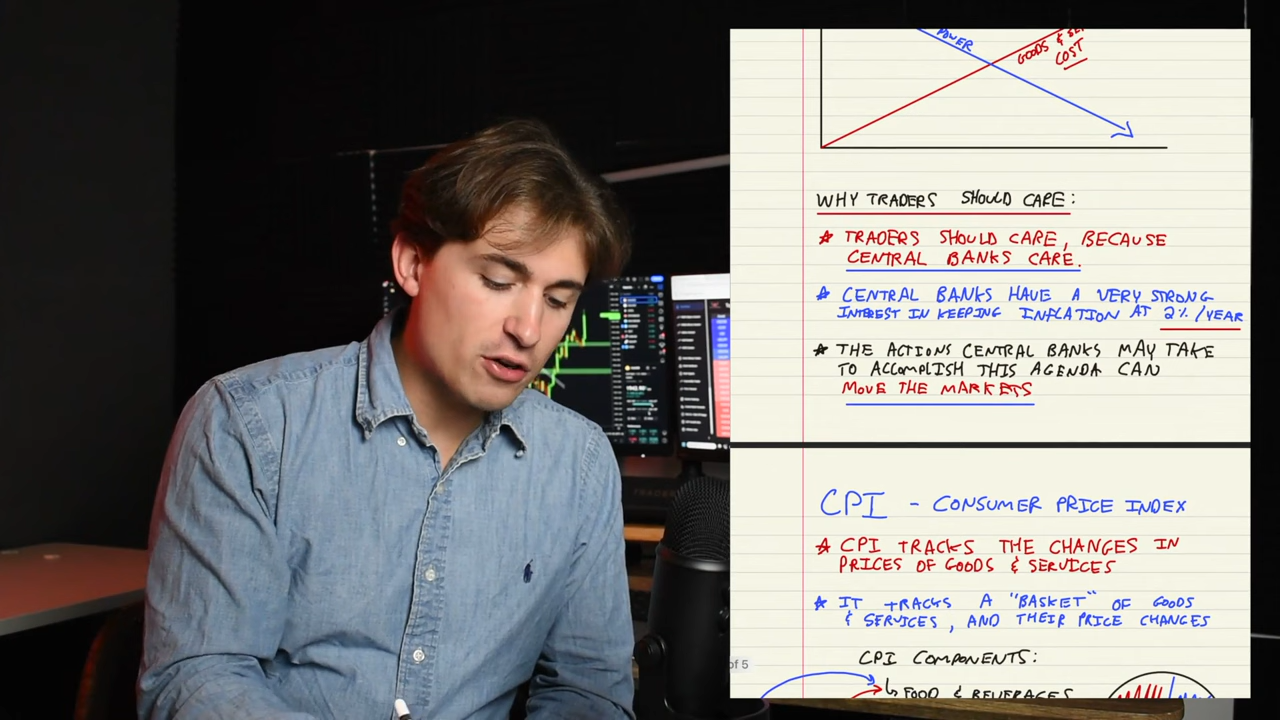 POWER
GOODS &
COST
WHY TRADERS SHOULD CARE:
* TRADERS SHOULD CARE, BECAUSE
CENTRAL BANKS CARE.
* CENTRAL BANKS HAVE A VERY STRONG
INTEREST IN KEEPING INFLATION AT 2%/YEAR
* THE ACTIONS CENTRAL BANKS MAY TAKE
TO ACCOMPLISH THIS AGENDA CAN
MOVE THE MARKETS
CPI - CONSUMER PRICE INDEX
* CPI TRACKS THE CHANGES IN
PRICES OF GOODS & SERVICES
* IT TRACKS A "BASKET" OF GOODS
& SERVICES, AND THEIR PRICE CHANGES
of 5
CPI COMPONENTS:
↳ FOOD & BEVERAGES